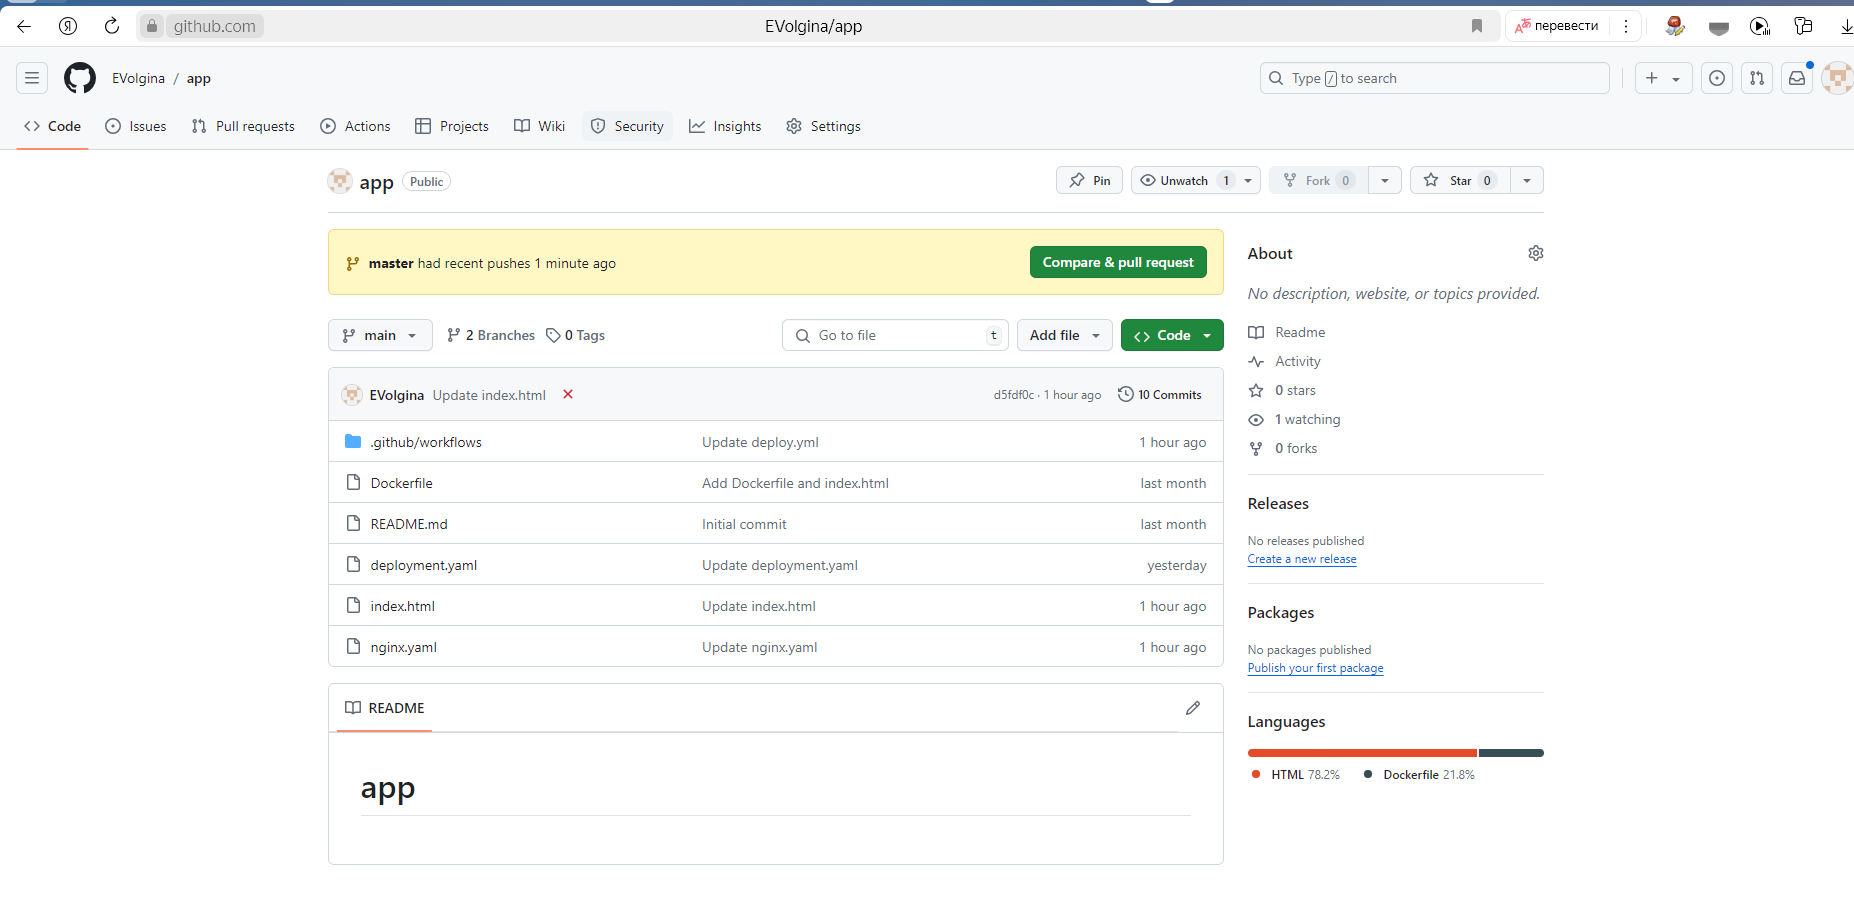 Я github.com EVolgina/app перевести
EVolgina / app Type / to search
Code Issues Pull requests Actions Projects Wiki Security Insights Settings
app Public Pin Unwatch 1 Fork 0 Star 0
master had recent pushes 1 minute ago Compare & pull request
main 2 Branches 0 Tags Go to file t Add file Code
EVolgina Update index.html d5fdf0c · 1 hour ago 10 Commits
.github/workflows Update deploy.yml 1 hour ago
Dockerfile Add Dockerfile and index.html last month
README.md Initial commit last month
deployment.yaml Update deployment.yaml yesterday
index.html Update index.html 1 hour ago
nginx.yaml Update nginx.yaml 1 hour ago
README
app
About
No description, website, or topics provided.
Readme
Activity
0 stars
1 watching
0 forks
Releases
No releases published
Create a new release
Packages
No packages published
Publish your first package
Languages
HTML 78.2% Dockerfile 21.8%